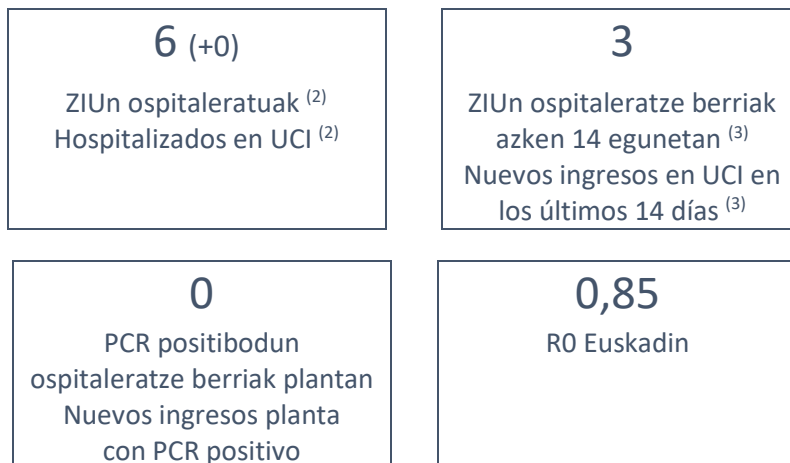 6 (+0)
ZIUn ospitaleratuak (2)
Hospitalizados en UCI (2)
3
ZIUn ospitaleratze berriak
azken 14 egunetan (3)
Nuevos ingresos en UCI en
los últimos 14 días (3)
0
PCR positibodun
ospitaleratze berriak plantan
Nuevos ingresos planta
con PCR positivo
0,85
R0 Euskadin